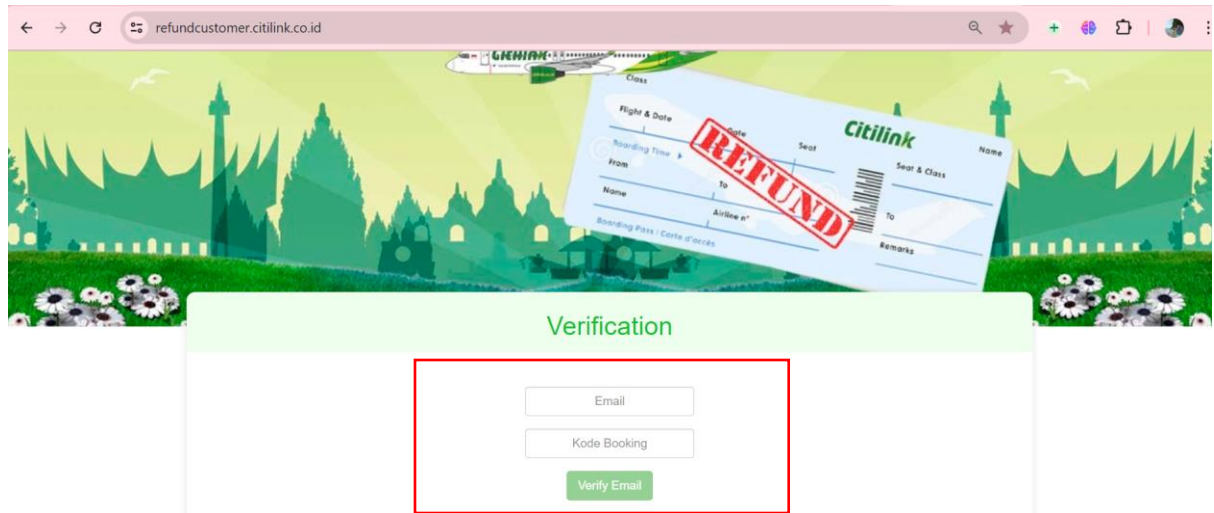 refundcustomer.citilink.co.id
Class
Flight & Date
Gate
Seat
Citilink
Name
Boarding Time
REFUND
Seat & Class
From
To
To
Name
Airline n°
Remarks
Boarding Pass / Carte d'accès
Verification
Email
Kode Booking
Verify Email